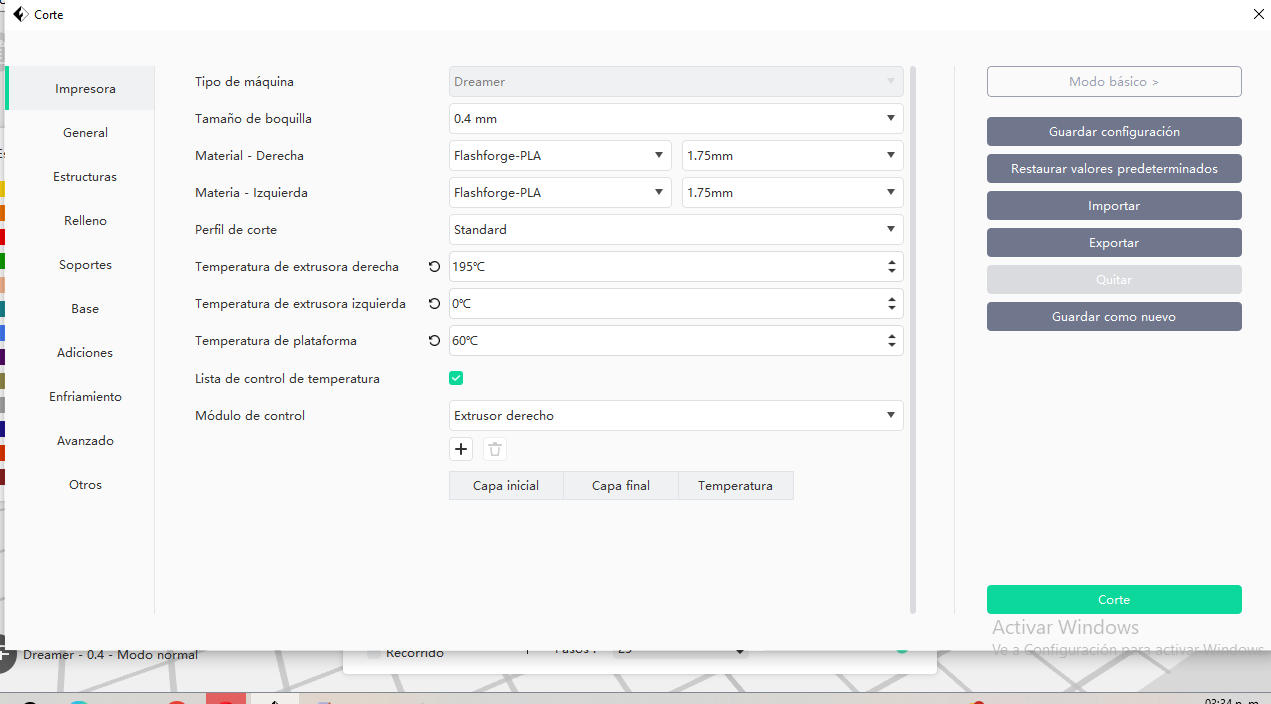 Corte
Impresora
General
Estructuras
Relleno
Soportes
Base
Adiciones
Enfriamiento
Avanzado
Otros
Tipo de máquina Dreamer
Tamaño de boquilla 0.4 mm
Material - Derecha Flashforge-PLA 1.75mm
Materia - Izquierda Flashforge-PLA 1.75mm
Perfil de corte Standard
Temperatura de extrusora derecha 195℃
Temperatura de extrusora izquierda 0℃
Temperatura de plataforma 60℃
Lista de control de temperatura
Módulo de control Extrusor derecho
Capa inicial Capa final Temperatura
Modo básico >
Guardar configuración
Restaurar valores predeterminados
Importar
Exportar
Quitar
Guardar como nuevo
Corte
Activar Windows
Ve a Configuración para activar Windows.
Dreamer - 0.4 - Modo normal
Recorrido